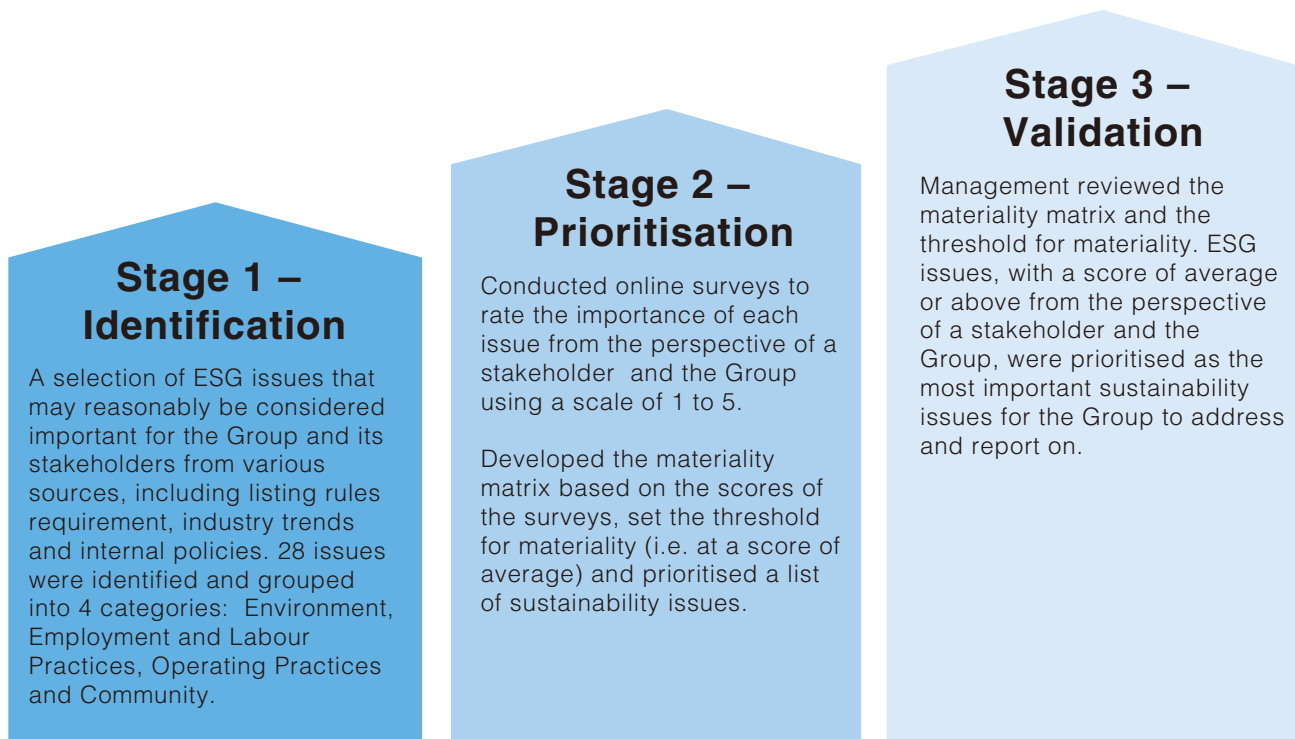 Stage 1 –
Identification
A selection of ESG issues that
may reasonably be considered
important for the Group and its
stakeholders from various
sources, including listing rules
requirement, industry trends
and internal policies. 28 issues
were identified and grouped
into 4 categories: Environment,
Employment and Labour
Practices, Operating Practices
and Community.
Stage 2 –
Prioritisation
Conducted online surveys to
rate the importance of each
issue from the perspective of a
stakeholder and the Group
using a scale of 1 to 5.
Developed the materiality
matrix based on the scores of
the surveys, set the threshold
for materiality (i.e. at a score of
average) and prioritised a list
of sustainability issues.
Stage 3 –
Validation
Management reviewed the
materiality matrix and the
threshold for materiality. ESG
issues, with a score of average
or above from the perspective
of a stakeholder and the
Group, were prioritised as the
most important sustainability
issues for the Group to address
and report on.